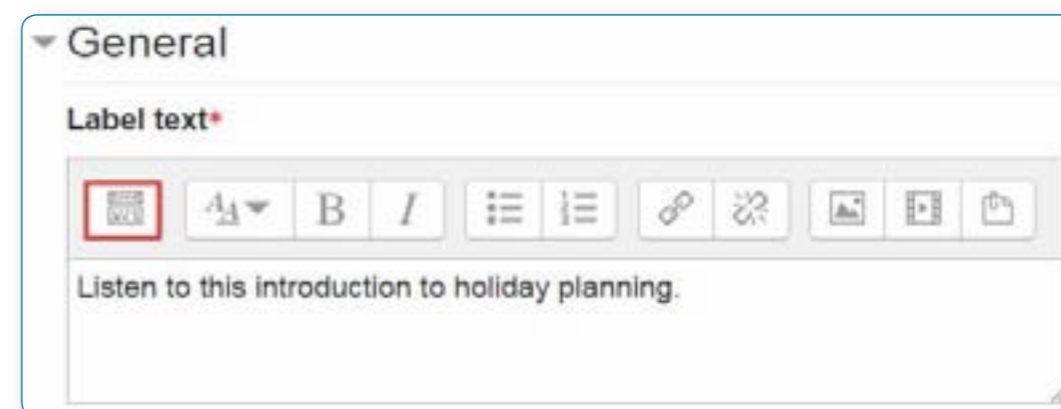 General
Label text*
B I
Listen to this introduction to holiday planning.